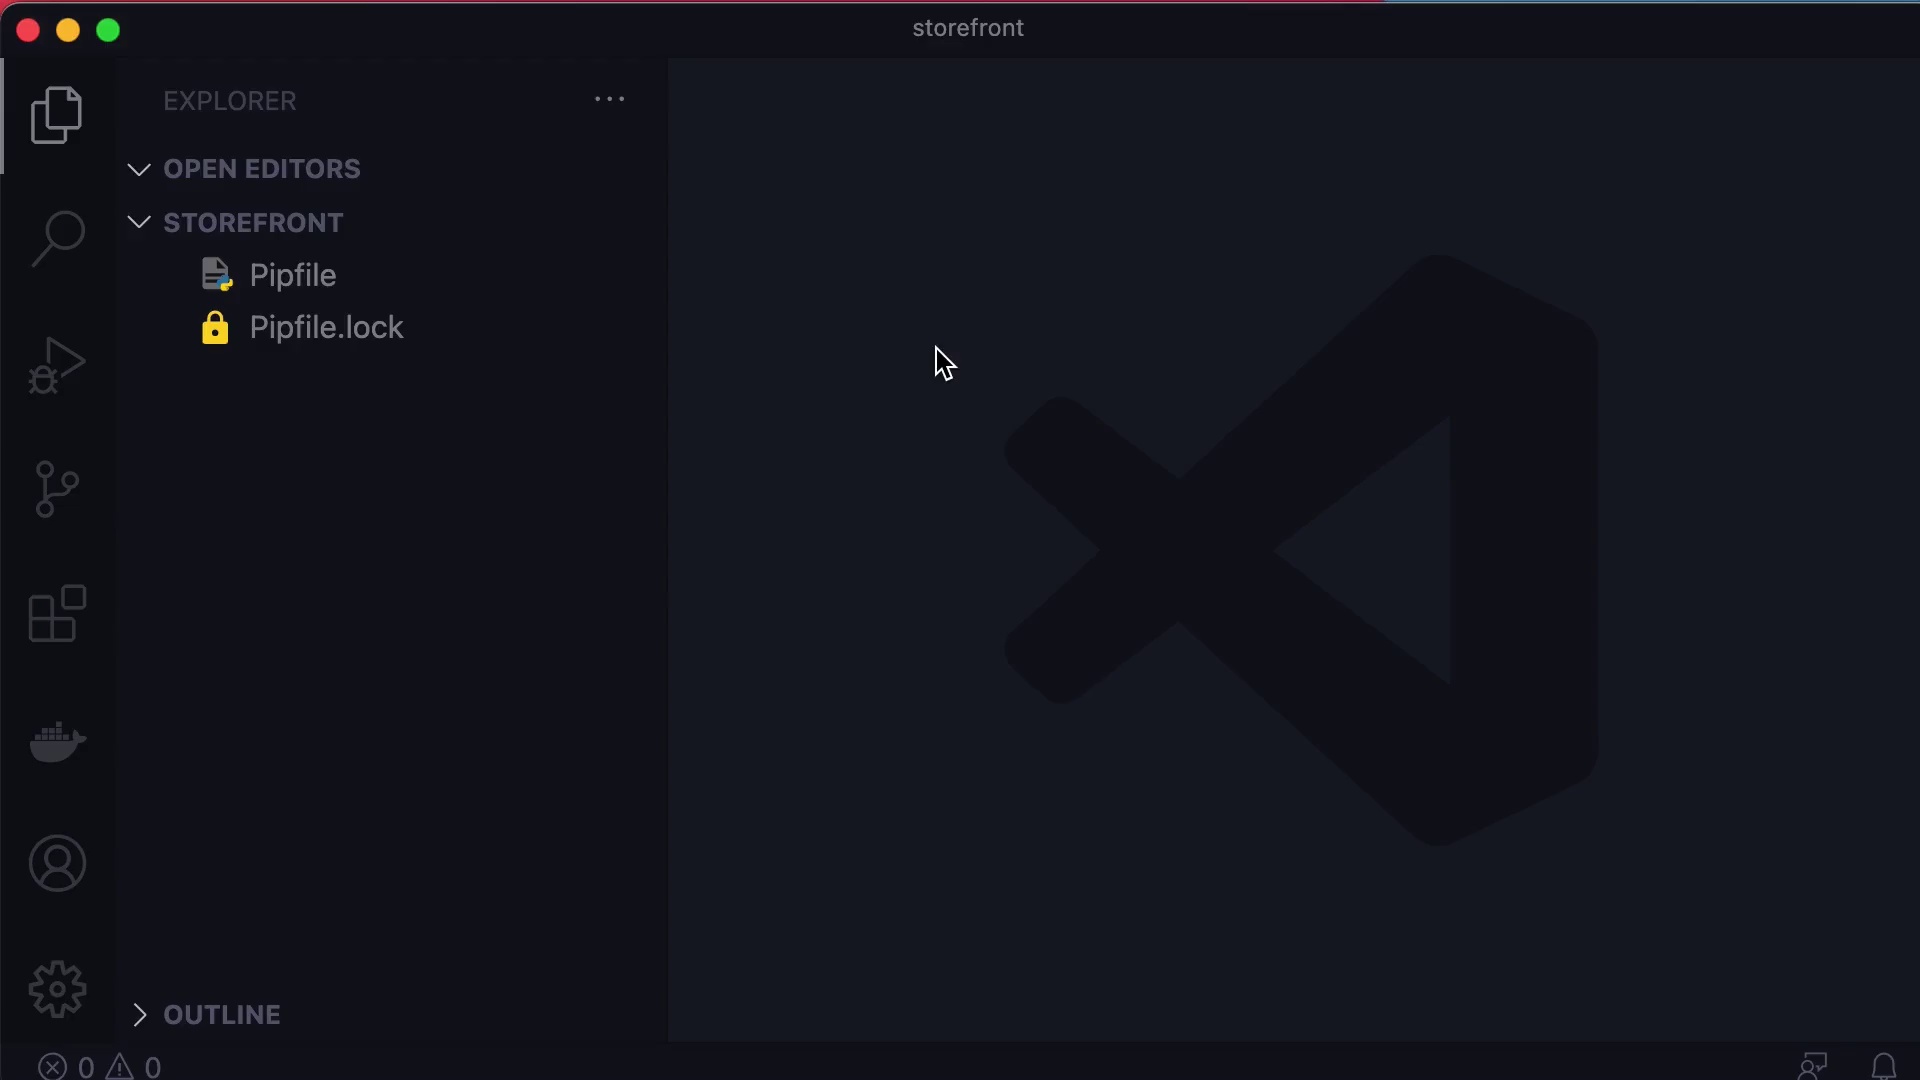 storefront
EXPLORER
OPEN EDITORS
STOREFRONT
Pipfile
Pipfile.lock
OUTLINE
0 0